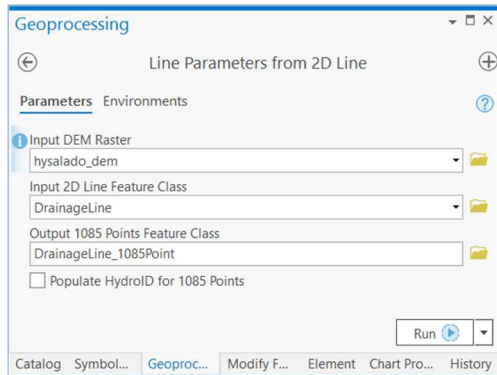 Geoprocessing
Line Parameters from 2D Line
Parameters Environments
Input DEM Raster
hysalado_dem
Input 2D Line Feature Class
DrainageLine
Output 1085 Points Feature Class
DrainageLine_1085Point
Populate HydroID for 1085 Points
Run
Catalog Symbol... Geoproc... Modify F... Element Chart Pro... History